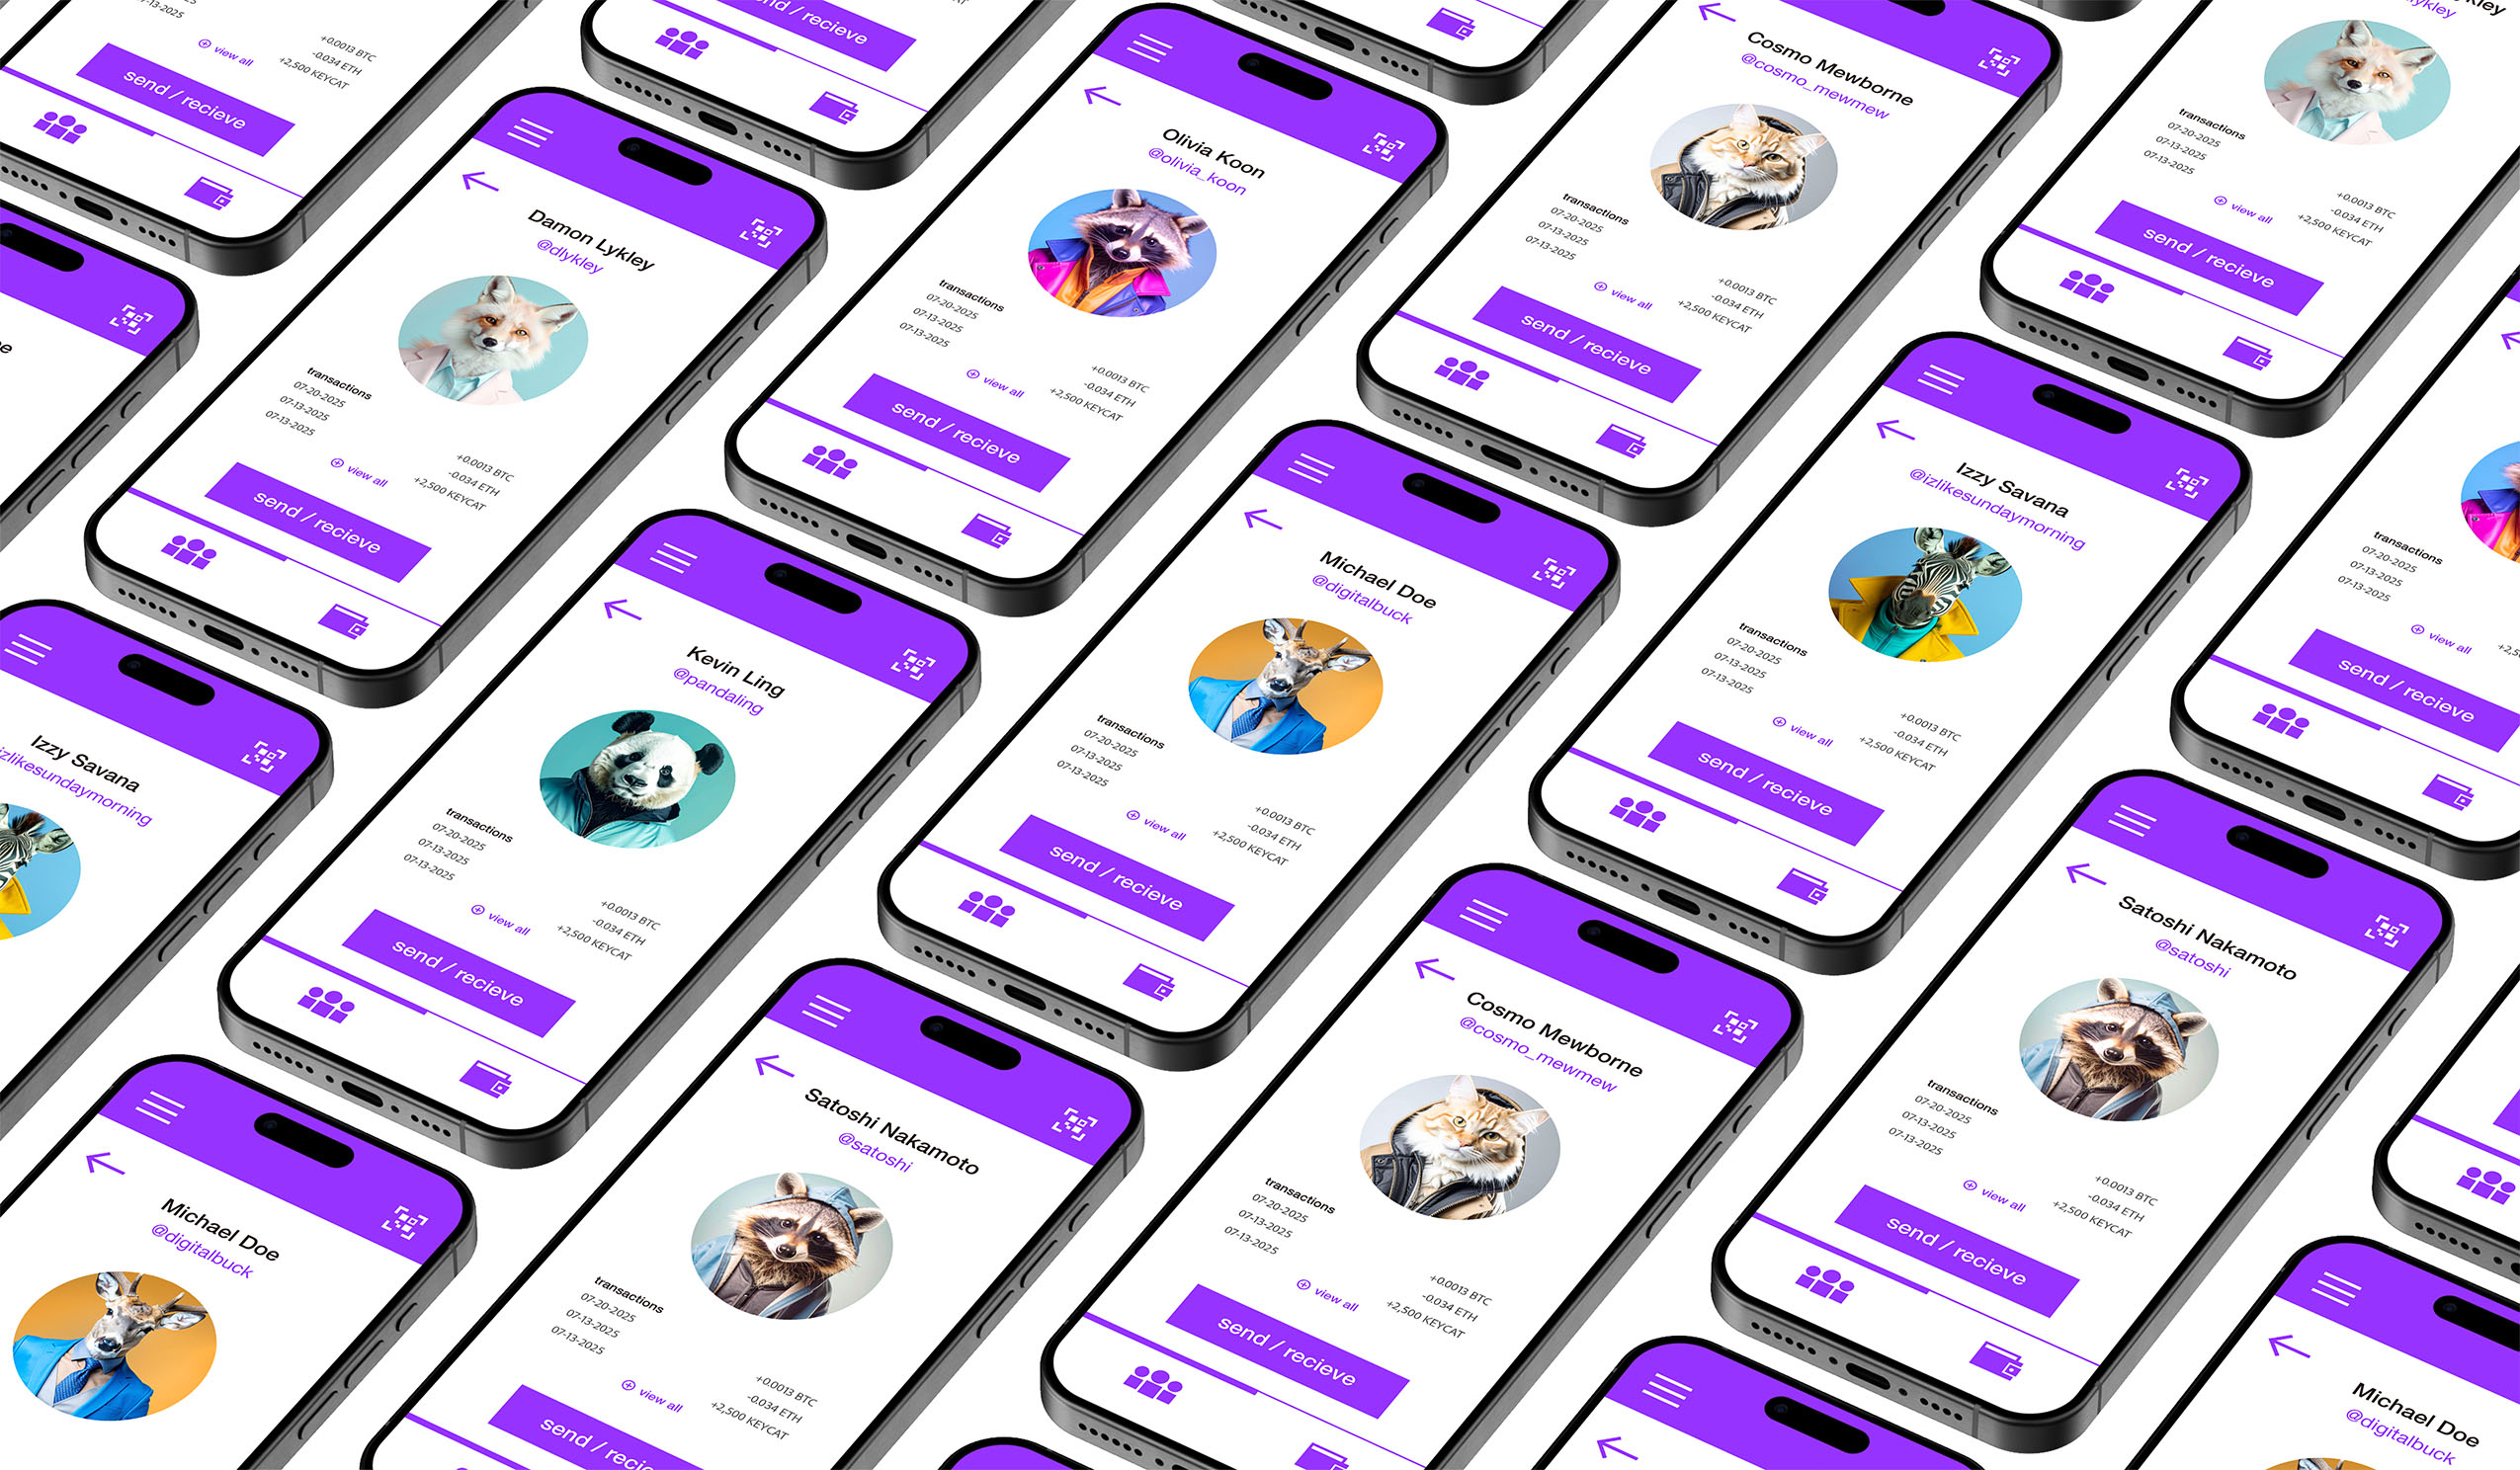 view all
+0.0013 BTC
-0.034 ETH
+2,500 KEYCAT
send / recieve
send / recieve
Damon Lykley
@dlykley
transactions
07-20-2025
07-13-2025
07-13-2025
view all
+0.0013 BTC
-0.034 ETH
+2,500 KEYCAT
send / recieve
Olivia Koon
@olivia_koon
transactions
07-20-2025
07-13-2025
07-13-2025
view all
+0.0013 BTC
-0.034 ETH
+2,500 KEYCAT
send / recieve
Cosmo Mewborne
@cosmo_mewmew
transactions
07-20-2025
07-13-2025
07-13-2025
view all
+0.0013 BTC
-0.034 ETH
+2,500 KEYCAT
send / recieve
transactions
07-20-2025
07-13-2025
07-13-2025
view all
+0.0013 BTC
-0.034 ETH
+2,500 KEYCAT
send / recieve
Izzy Savana
izlikesundaymorning
Kevin Ling
@pandaling
transactions
07-20-2025
07-13-2025
07-13-2025
view all
+0.0013 BTC
-0.034 ETH
+2,500 KEYCAT
send / recieve
Michael Doe
@digitalbuck
transactions
07-20-2025
07-13-2025
07-13-2025
view all
+0.0013 BTC
-0.034 ETH
+2,500 KEYCAT
send / recieve
Izzy Savana
@izlikesundaymorning
transactions
07-20-2025
07-13-2025
07-13-2025
view all
+0.0013 BTC
-0.034 ETH
+2,500 KEYCAT
send / recieve
transactions
07-20-2025
07-13-2025
07-13-2025
view all
send / recieve
Michael Doe
@digitalbuck
Satoshi Nakamoto
@satoshi
transactions
07-20-2025
07-13-2025
07-13-2025
view all
+0.0013 BTC
-0.034 ETH
+2,500 KEYCAT
send / recie
Cosmo Mewborne
@cosmo_mewmew
transactions
07-20-2025
07-13-2025
07-13-2025
view all
+0.0013 BTC
-0.034 ETH
+2,500 KEYCAT
send / recieve
Satoshi Nakamoto
@satoshi
transactions
07-20-2025
07-13-2025
07-13-2025
view all
+0.0013 BTC
-0.034 ETH
+2,500 KEYCAT
send / recieve
Michael Doe
@digitalbuck